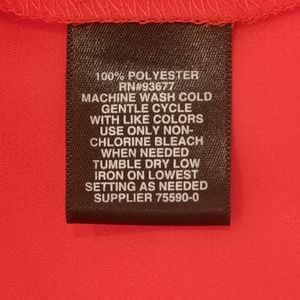 100% POLYESTER
RN#93677
MACHINE WASH COLD
GENTLE CYCLE
WITH LIKE COLORS
USE ONLY NON-
CHLORINE BLEACH
WHEN NEEDED
TUMBLE DRY LOW
IRON ON LOWEST
SETTING AS NEEDED
SUPPLIER 75590-0